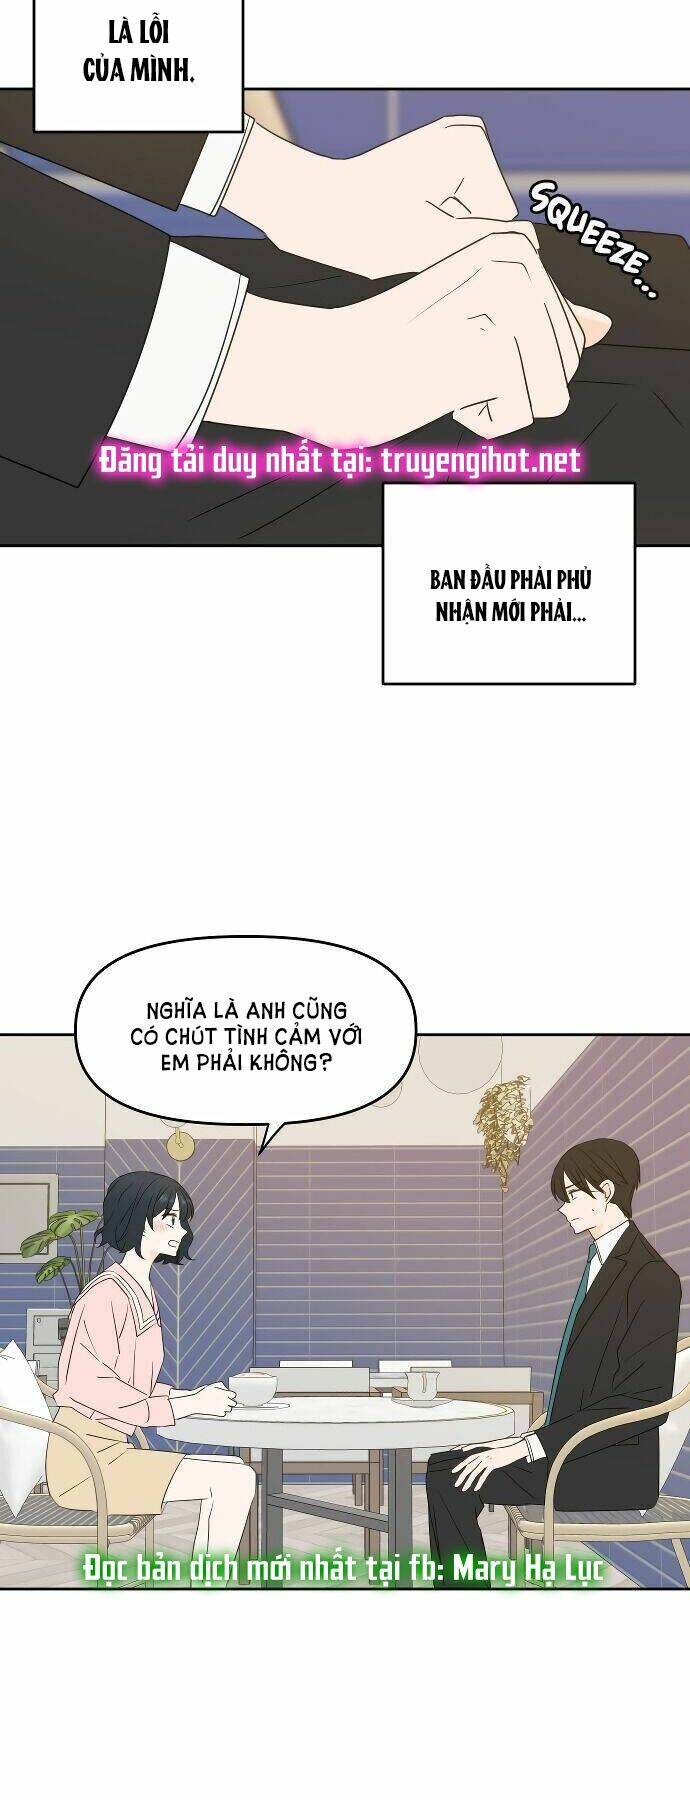 LÀ LỖI
CỦA MÌNH.
SQUEEZE...
Đăng tải duy nhất tại: truyengihot.net
BAN ĐẦU PHẢI PHỦ
NHẬN MỚI PHẢI...
NGHĨA LÀ ANH CŨNG
CÓ CHÚT TÌNH CẢM VỚI
EM PHẢI KHÔNG?
Đọc bản dịch mới nhất tại fb: Mary Hạ Lục